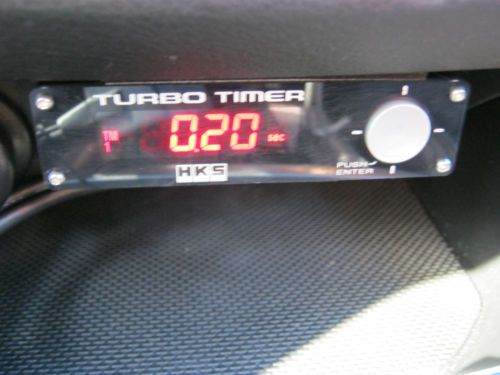 TURBO TIMER
TM
1
0.20 sec
HKS
PUSH
ENTER